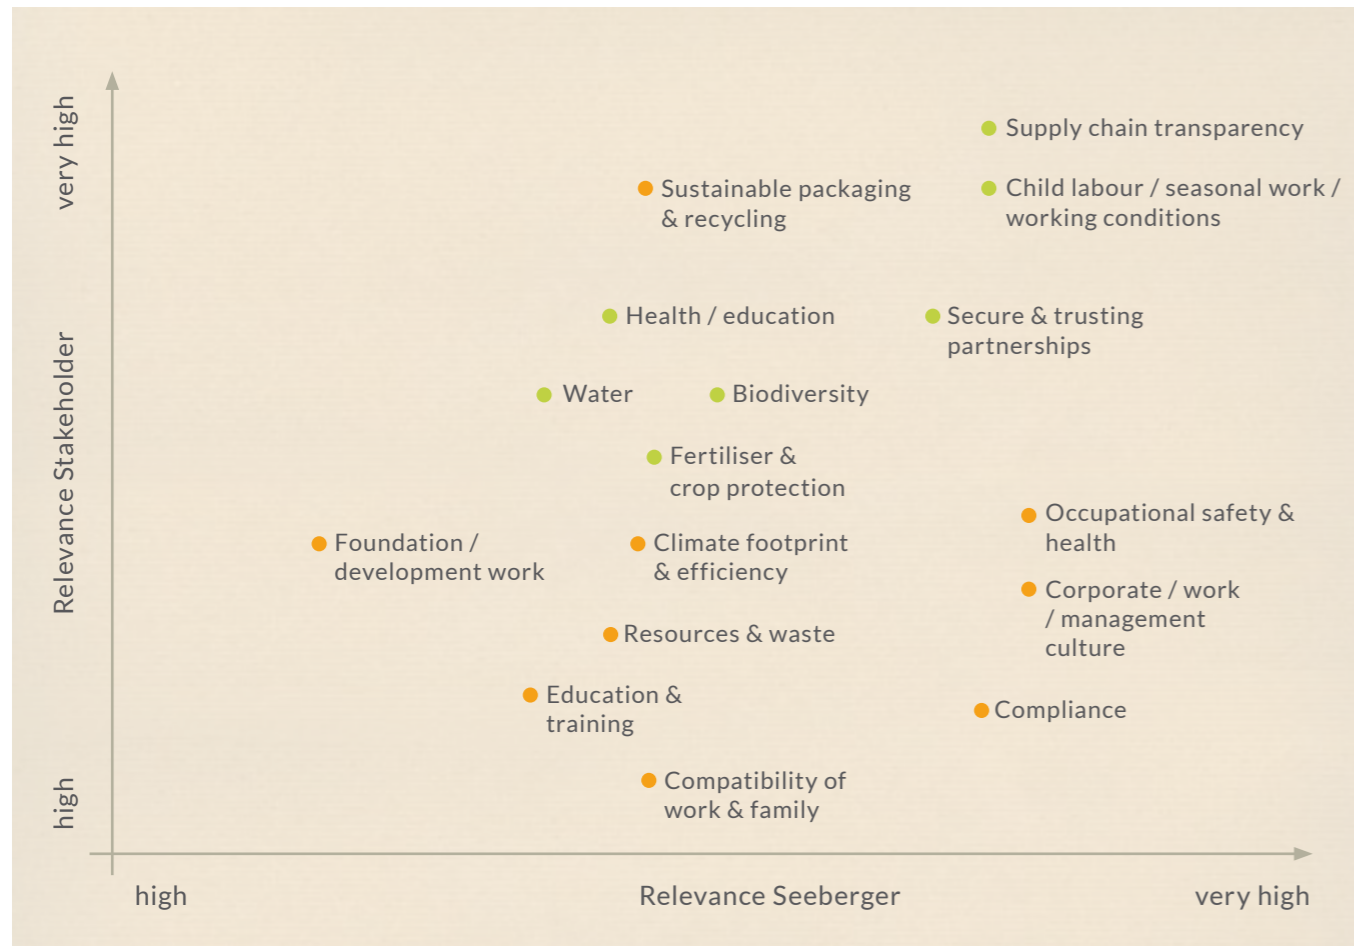 very high
Supply chain transparency
Sustainable packaging
& recycling
Child labour / seasonal work /
working conditions
Health / education
Secure & trusting
partnerships
Relevance Stakeholder
Water
Biodiversity
Fertiliser &
crop protection
Occupational safety &
health
Foundation /
development work
Climate footprint
& efficiency
Corporate / work
/ management
culture
Resources & waste
Education &
training
Compliance
Compatibility of
work & family
high
high
Relevance Seeberger
very high